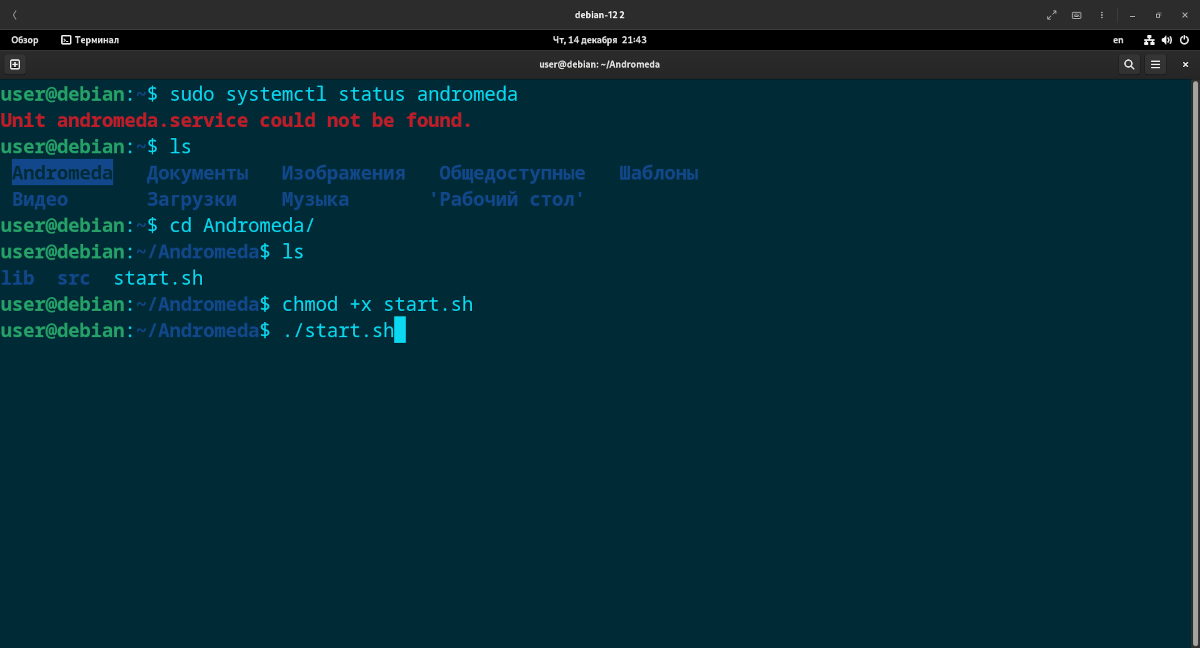 debian-12 2
Обзор Терминал Чт, 14 декабря 21:43 en
user@debian: ~/Andromeda
user@debian:~$ sudo systemctl status andromeda
Unit andromeda.service could not be found.
user@debian:~$ ls
Andromeda Документы Изображения Общедоступные Шаблоны
Видео Загрузки Музыка 'Рабочий стол'
user@debian:~$ cd Andromeda/
user@debian:~/Andromeda$ ls
lib src start.sh
user@debian:~/Andromeda$ chmod +x start.sh
user@debian:~/Andromeda$ ./start.sh